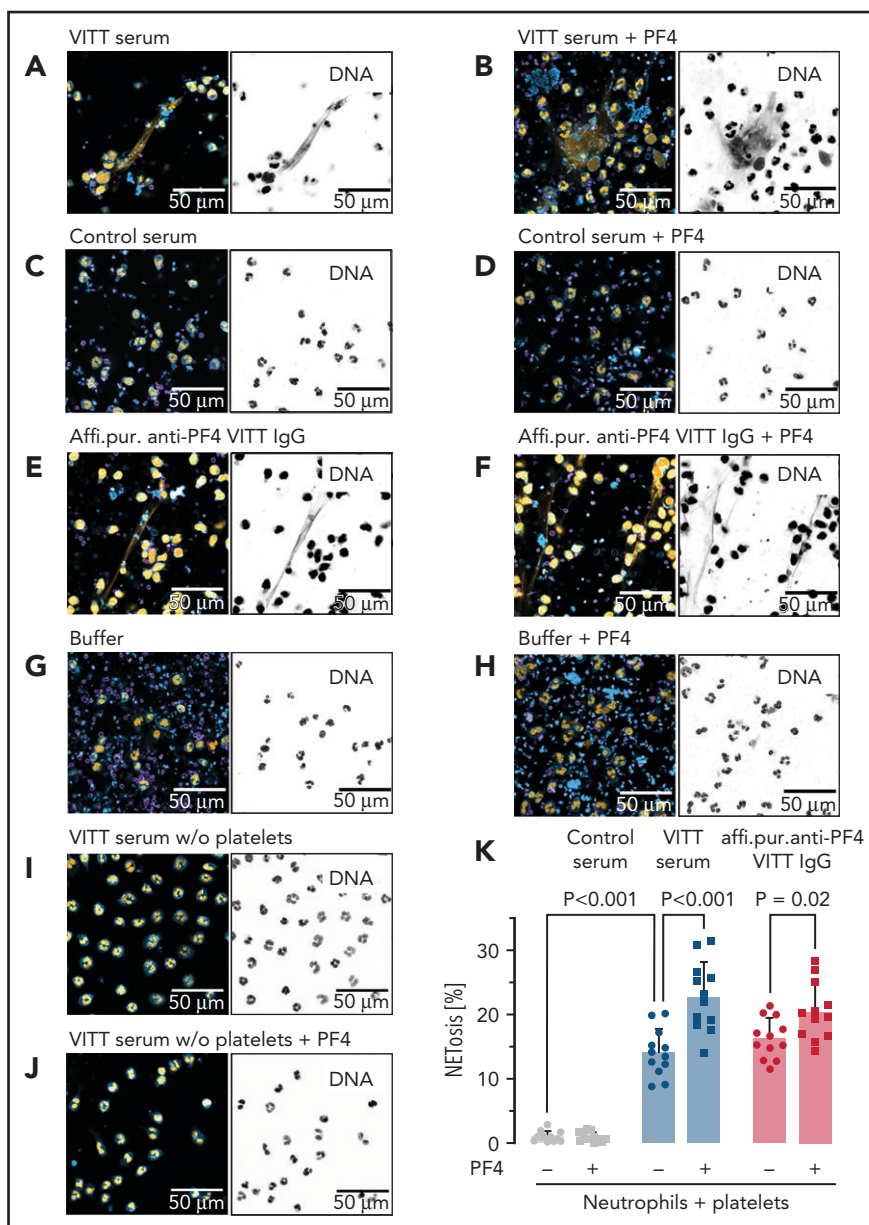 VITT serum
A
DNA
50 μm
50 μm
VITT serum + PF4
B
DNA
50 μm
50 μm
Control serum
C
DNA
50 μm
50 μm
Control serum + PF4
D
DNA
50 μm
50 μm
Affi.pur. anti-PF4 VITT IgG
E
DNA
50 μm
50 μm
Affi.pur. anti-PF4 VITT IgG + PF4
F
DNA
50 μm
50 μm
Buffer
G
DNA
50 μm
50 μm
Buffer + PF4
H
DNA
50 μm
50 μm
VITT serum w/o platelets
I
DNA
50 μm
50 μm
VITT serum w/o platelets + PF4
J
DNA
50 μm
50 μm
K
Control
serum
VITT
serum
affi.pur.anti-PF4
VITT IgG
P<0.001
P<0.001
P = 0.02
NETosis [%]
30
20
10
0
PF4
– + – + – +
Neutrophils + platelets